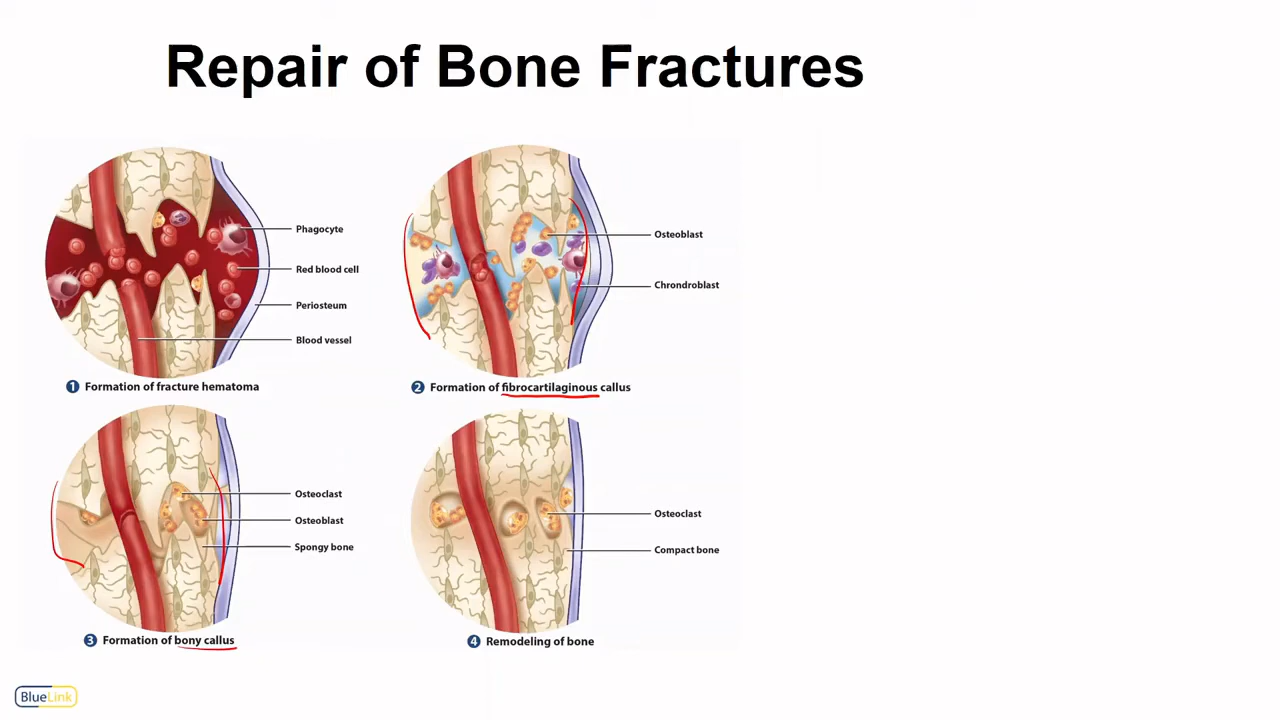 Repair of Bone Fractures
Phagocyte
Red blood cell
Periosteum
Blood vessel
1 Formation of fracture hematoma
Osteoblast
Chrondroblast
2 Formation of fibrocartilaginous callus
Osteoclast
Osteoblast
Spongy bone
3 Formation of bony callus
Osteoclast
Compact bone
4 Remodeling of bone
BlueLink